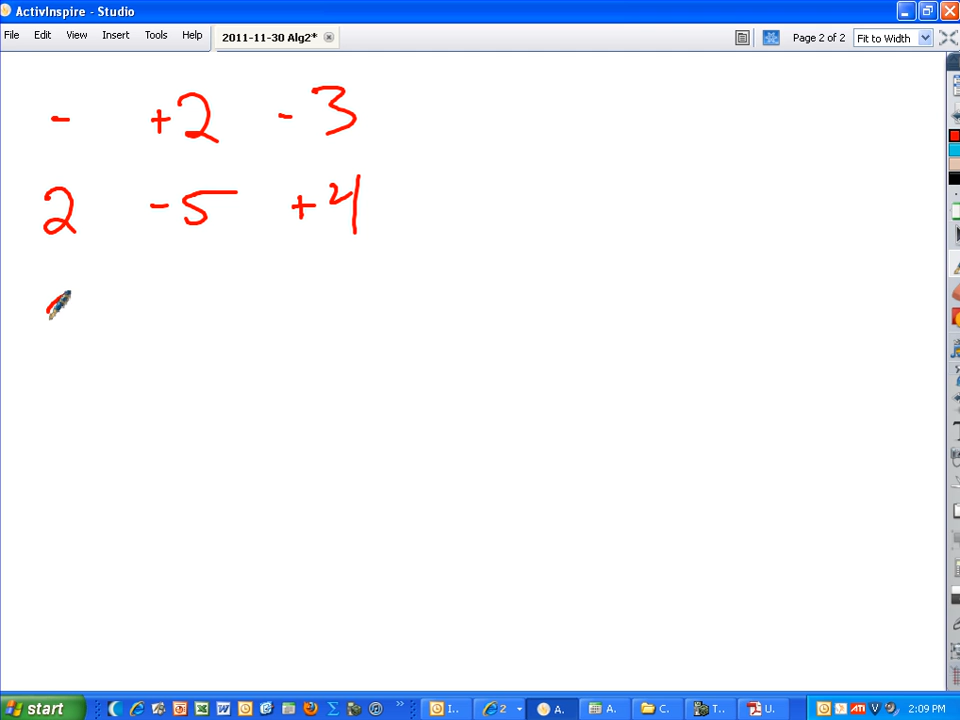 ActivInspire - Studio
File Edit View Insert Tools Help 2011-11-30 Alg2* Page 2 of 2 Fit to Width
- +2 -3
2 -5 +4
start I.. 2 A. A. C. T.. U. 2:09 PM